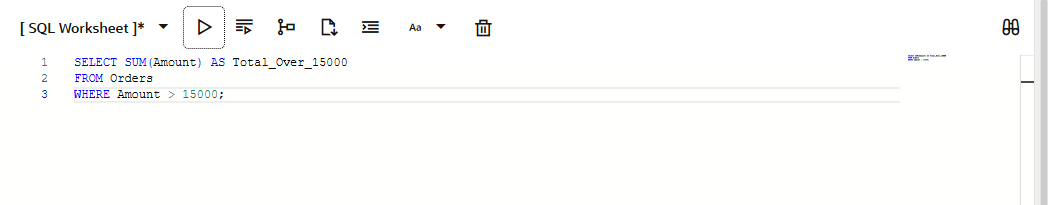 [ SQL Worksheet ]*
Aa
1 SELECT SUM(Amount) AS Total_Over_15000
2 FROM Orders
3 WHERE Amount > 15000;